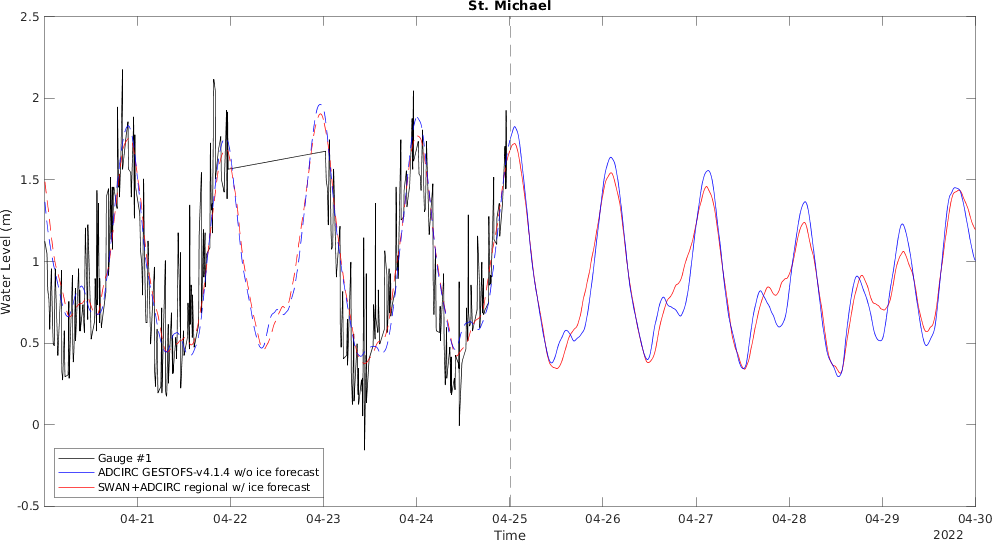 St. Michael
2.5
2
1.5
1
0.5
0
-0.5
Water Level (m)
Gauge #1
ADCIRC GESTOFS-v4.1.4 w/o ice forecast
SWAN+ADCIRC regional w/ ice forecast
04-21 04-22 04-23 04-24 04-25 04-26 04-27 04-28 04-29 04-30
Time
2022